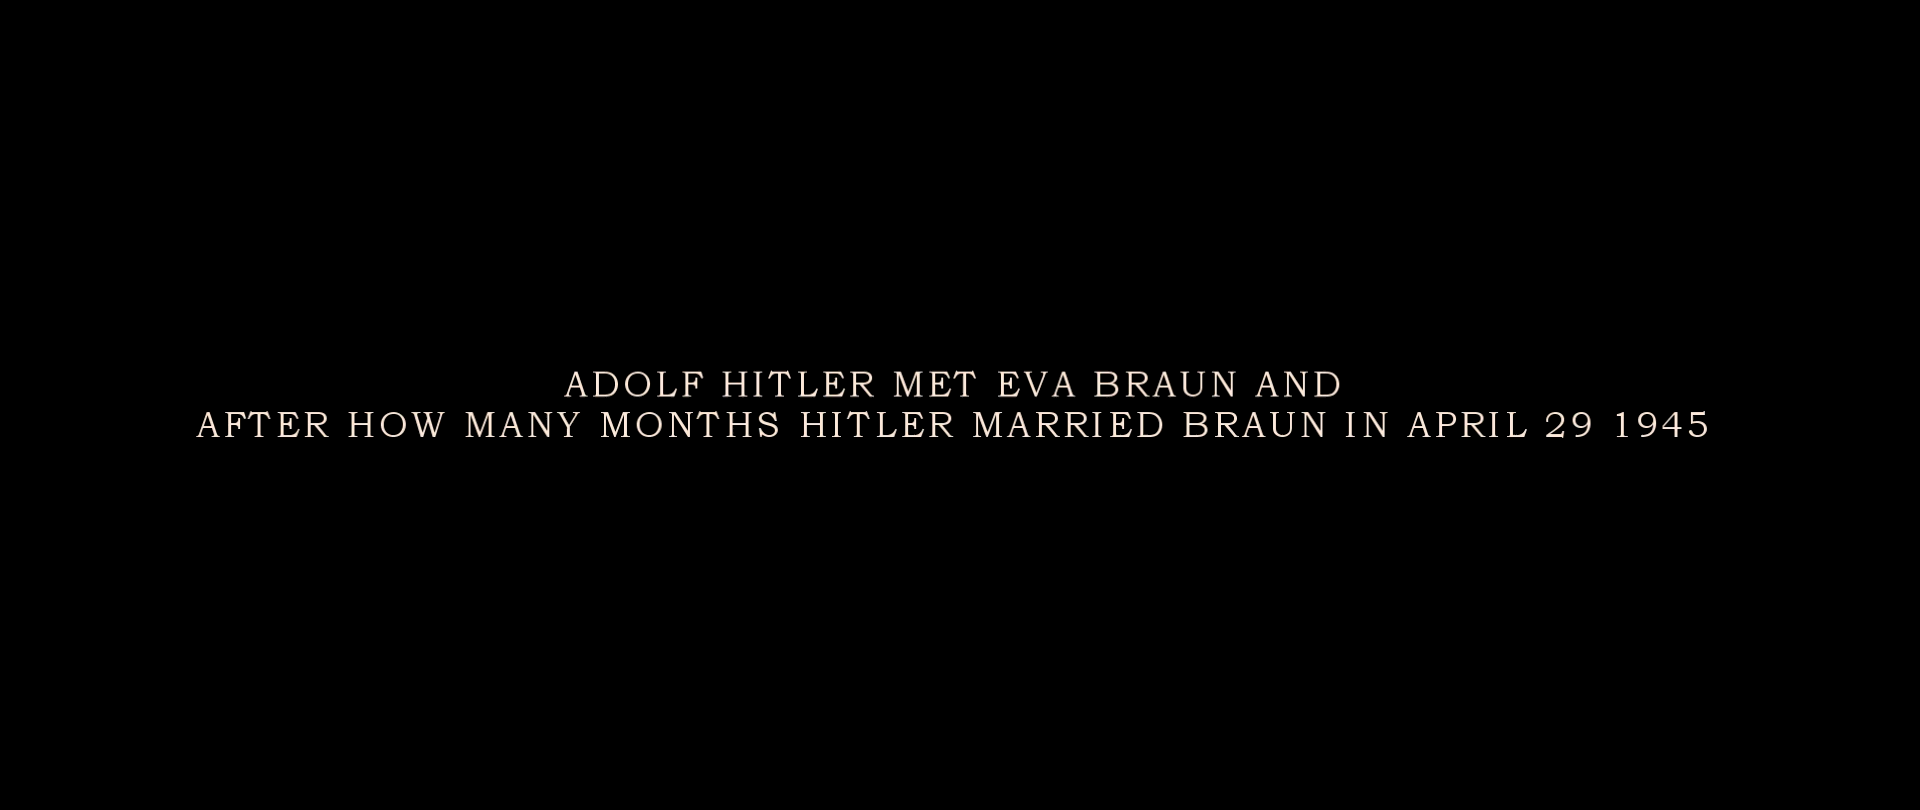 ADOLF HITLER MET EVA BRAUN AND
AFTER HOW MANY MONTHS HITLER MARRIED BRAUN IN APRIL 29 1945